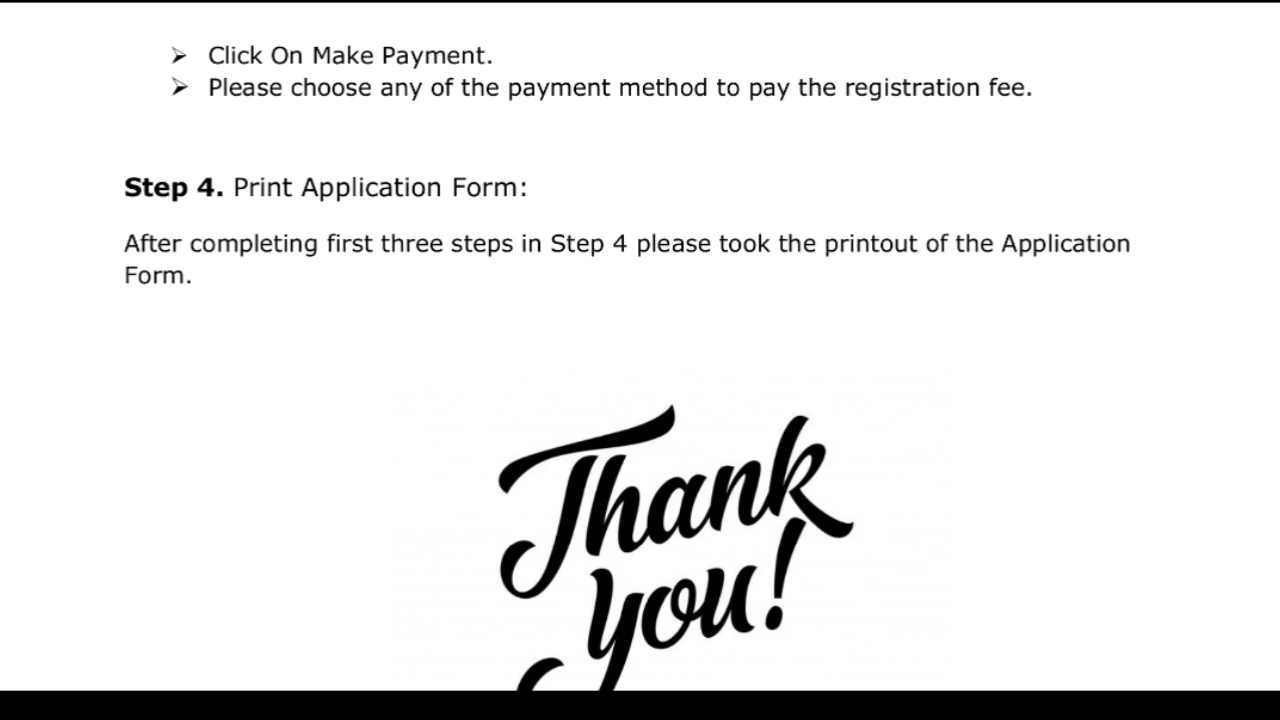 ➢ Click On Make Payment.
➢ Please choose any of the payment method to pay the registration fee.
Step 4. Print Application Form:
After completing first three steps in Step 4 please took the printout of the Application
Form.
Thank
you!